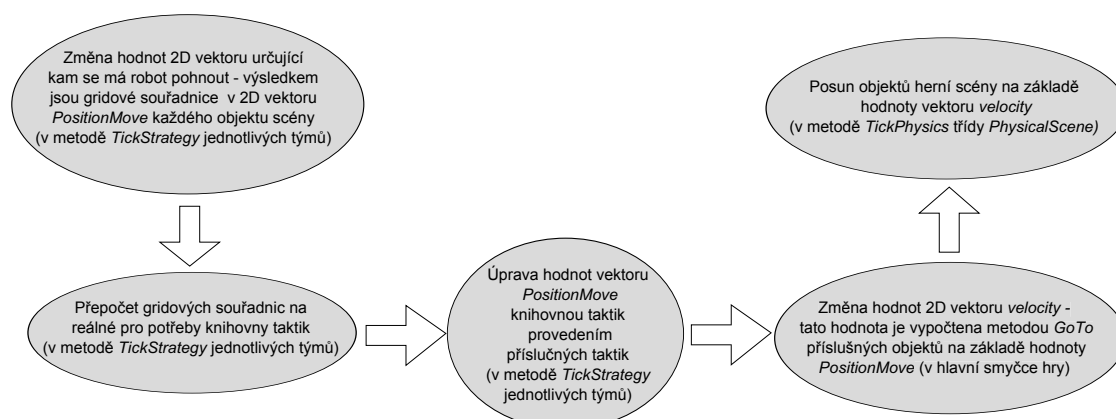 Změna hodnot 2D vektoru určující
kam se má robot pohnout - výsledkem
jsou gridové souřadnice v 2D vektoru
PositionMove každého objektu scény
(v metodě TickStrategy jednotlivých týmů)
Přepočet gridových souřadnic na
reálné pro potřeby knihovny taktik
(v metodě TickStrategy jednotlivých týmů)
Úprava hodnot vektoru
PositionMove
knihovnou taktik
provedením
příslučných taktik
(v metodě TickStrategy
jednotlivých týmů)
Změna hodnot 2D vektoru velocity -
tato hodnota je vypočtena metodou GoTo
příslušných objektů na základě hodnoty
PositionMove (v hlavní smyčce hry)
Posun objektů herní scény na základě
hodnoty vektoru velocity
(v metodě TickPhysics třídy PhysicalScene)